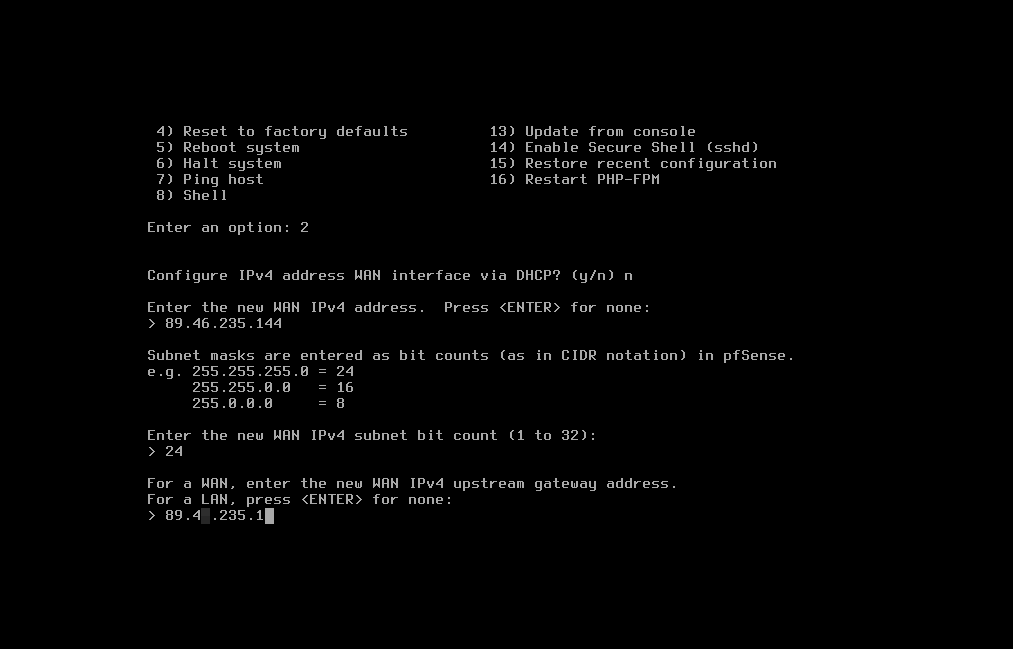 4) Reset to factory defaults 13) Update from console
5) Reboot system 14) Enable Secure Shell (sshd)
6) Halt system 15) Restore recent configuration
7) Ping host 16) Restart PHP-FPM
8) Shell
Enter an option: 2
Configure IPv4 address WAN interface via DHCP? (y/n) n
Enter the new WAN IPv4 address.  Press <ENTER> for none:
> 89.46.235.144
Subnet masks are entered as bit counts (as in CIDR notation) in pfSense.
e.g. 255.255.255.0 = 24
255.255.0.0 = 16
255.0.0.0 = 8
Enter the new WAN IPv4 subnet bit count (1 to 32):
> 24
For a WAN, enter the new WAN IPv4 upstream gateway address.
For a LAN, press <ENTER> for none:
> 89.4 .235.1